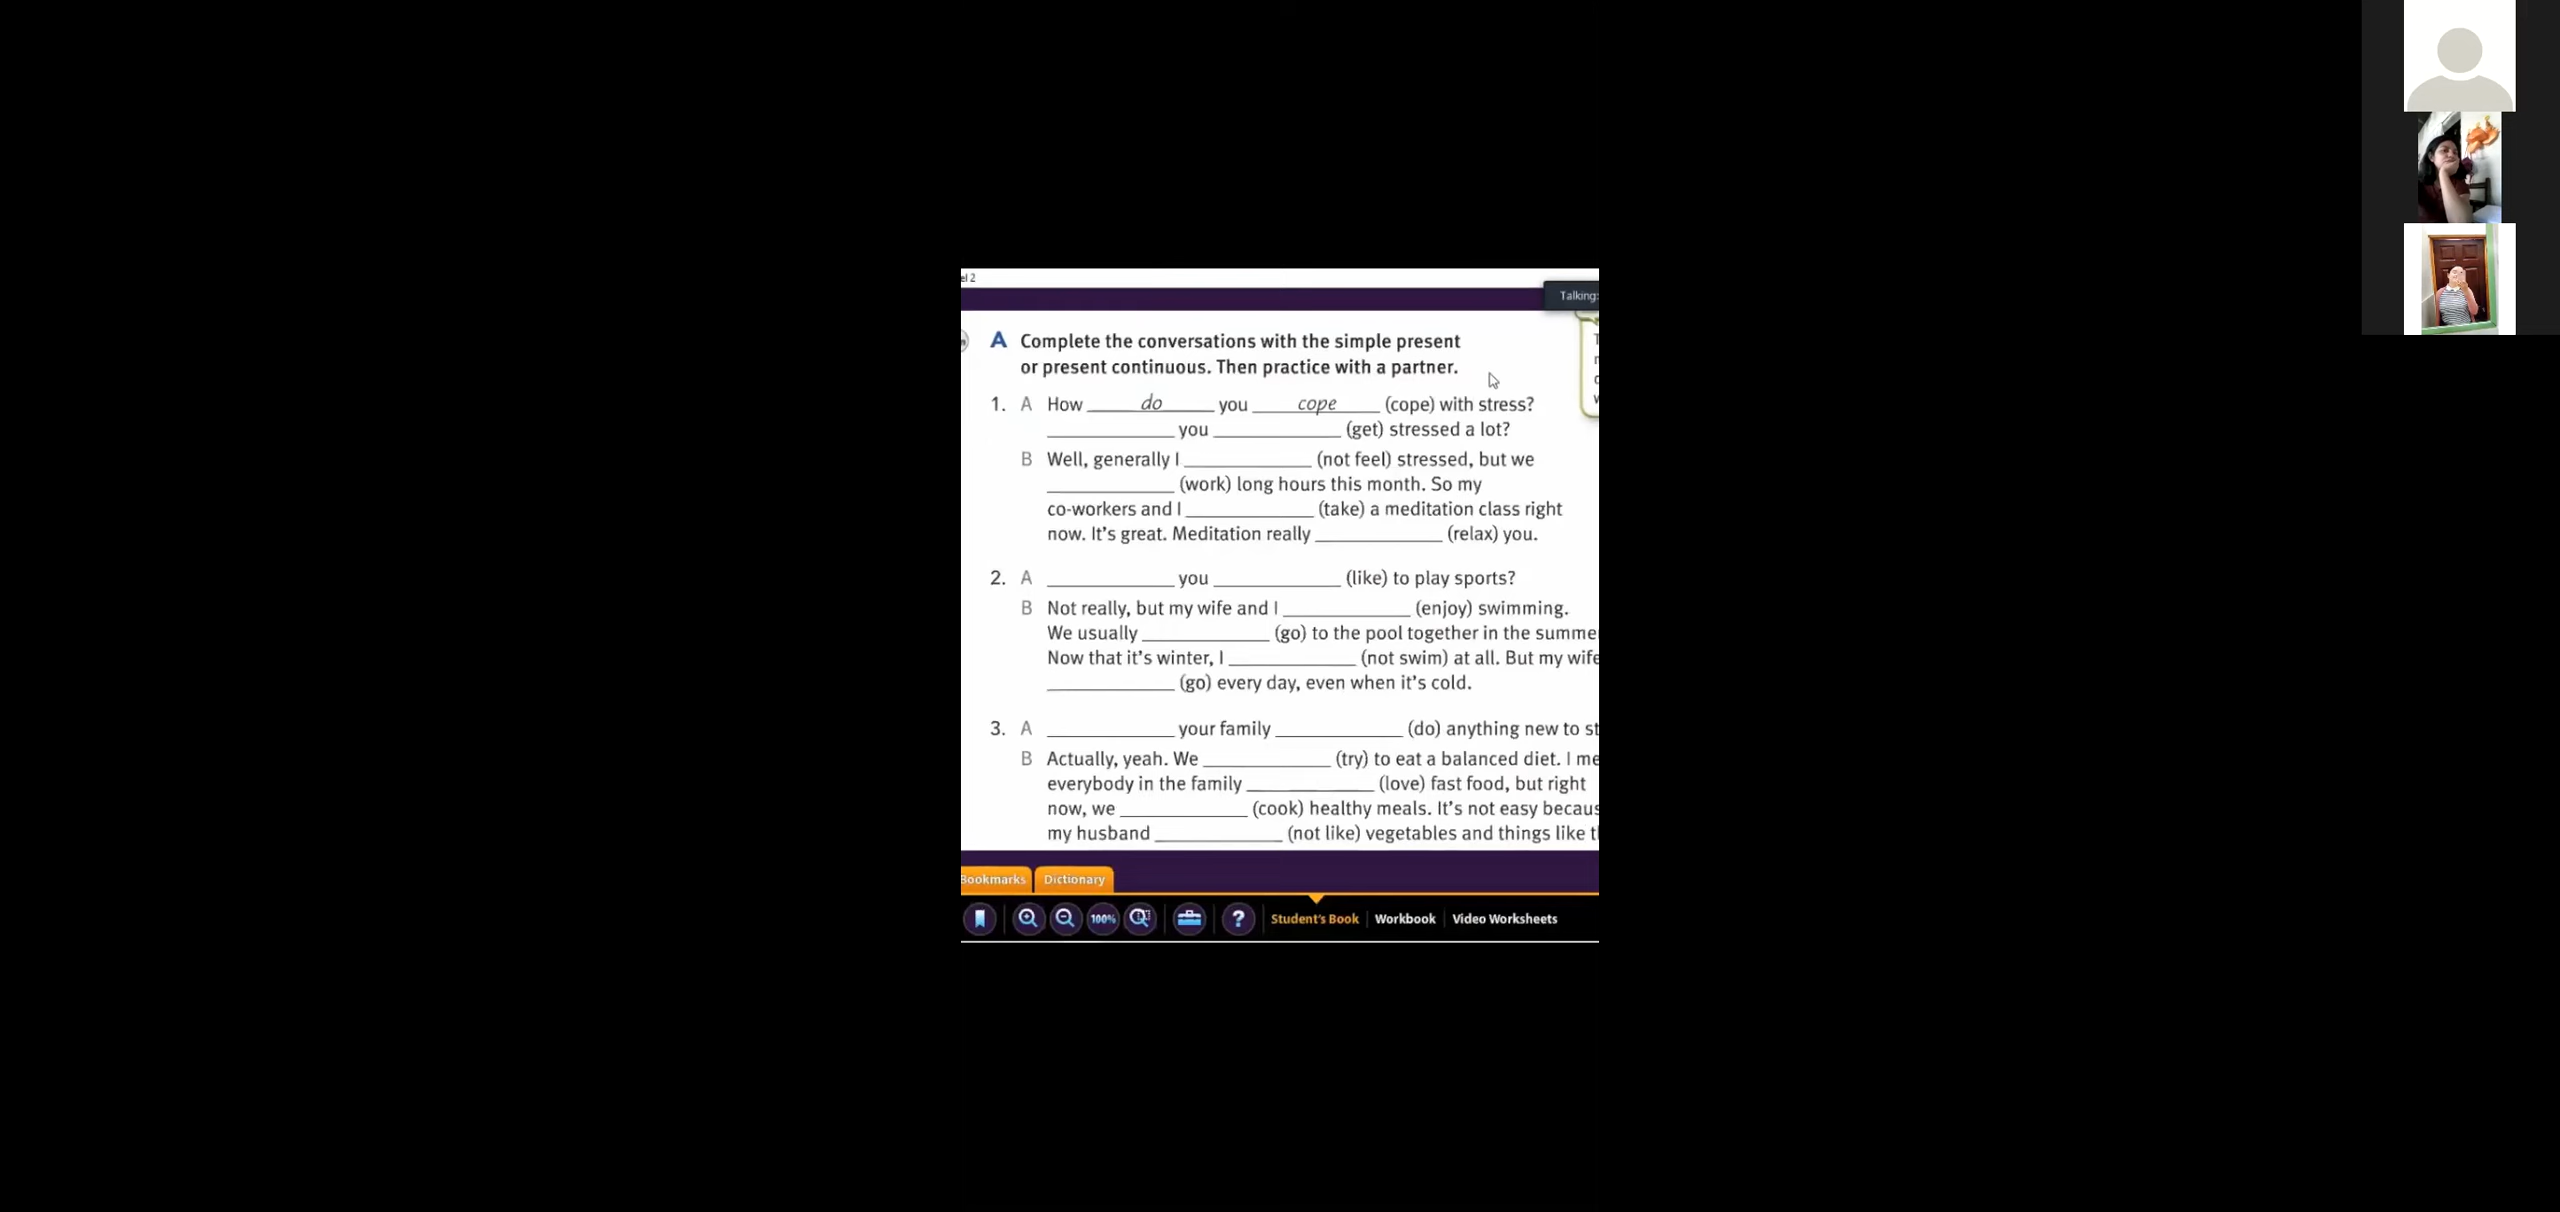 el 2
Talking:
A Complete the conversations with the simple present
or present continuous. Then practice with a partner.
1. A How do you cope (cope) with stress?
you (get) stressed a lot?
B Well, generally I (not feel) stressed, but we
(work) long hours this month. So my
co-workers and I (take) a meditation class right
now. It's great. Meditation really (relax) you.
2. A you (like) to play sports?
B Not really, but my wife and I (enjoy) swimming.
We usually (go) to the pool together in the summe
Now that it's winter, I (not swim) at all. But my wife
(go) every day, even when it's cold.
3. A your family (do) anything new to st
B Actually, yeah. We (try) to eat a balanced diet. I me
everybody in the family (love) fast food, but right
now, we (cook) healthy meals. It's not easy becaus
my husband (not like) vegetables and things like t
Bookmarks Dictionary
100% ? Student's Book Workbook Video Worksheets